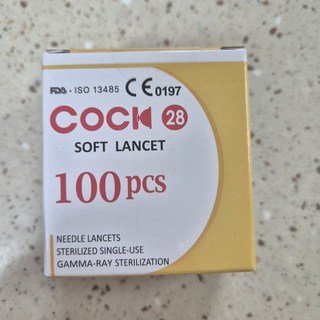 FDA · ISO 13485 CE 0197
COCK 28
SOFT LANCET
100 pcs
NEEDLE LANCETS
STERILIZED SINGLE-USE
GAMMA-RAY STERILIZATION